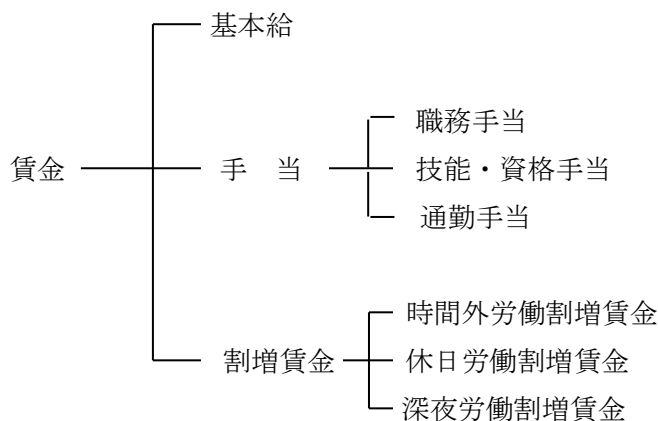 基本給
職務手当
賃金
手　当
技能・資格手当
通勤手当
時間外労働割増賃金
割増賃金
休日労働割増賃金
深夜労働割増賃金